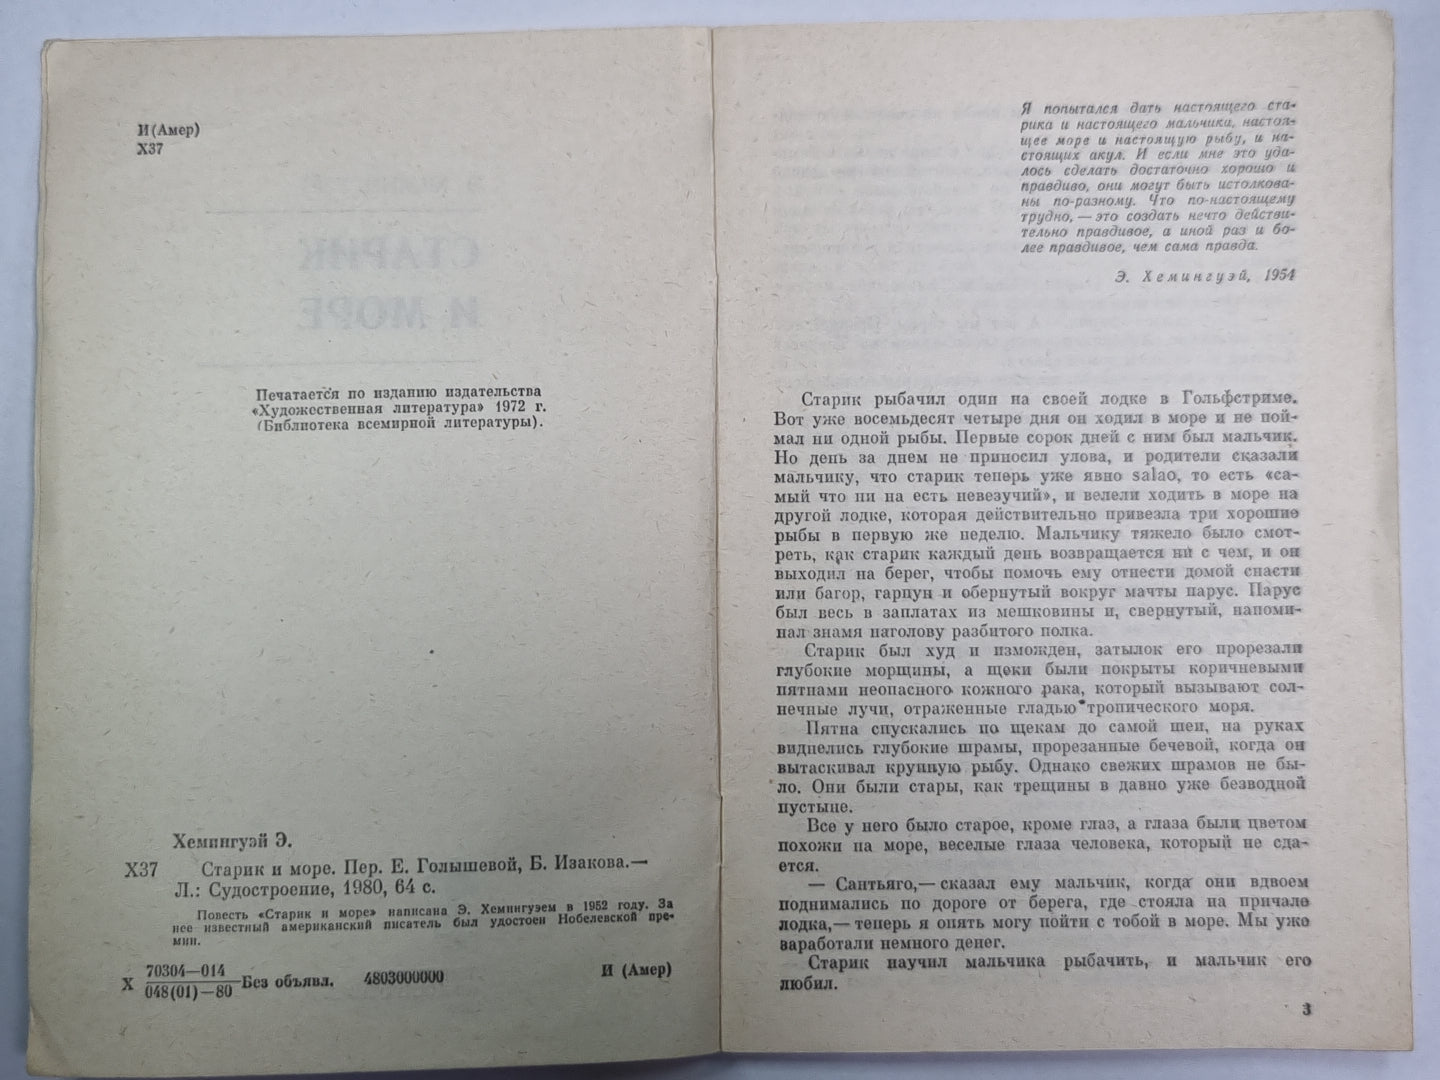 И(Амер)
Х37
Печатается по изданию издательства
«Художественная литература» 1972 г.
(Библиотека всемирной литературы).
Хемингуэй Э.
Х37 Старик и море. Пер. Е. Голышевой, Б. Изакова.—
Л.: Судостроение, 1980, 64 с.
Повесть «Старик и море» написана Э. Хемингуэем в 1952 году. За
нее известный американский писатель был удостоен Нобелевской пре-
мии.
Х 70304—014
048(01)—80 Без объявл. 4803000000 И (Амер)
Я попытался дать настоящего ста-
рика и настоящего мальчика, настоя-
щее море и настоящую рыбу, и на-
стоящих акул. И если мне это уда-
лось сделать достаточно хорошо и
правдиво, они могут быть истолкова-
ны по-разному. Что по-настоящему
трудно, — это создать нечто действи-
тельно правдивое, а иной раз и бо-
лее правдивое, чем сама правда.
Э. Хемингуэй, 1954
Старик рыбачил один на своей лодке в Гольфстриме.
Вот уже восемьдесят четыре дня он ходил в море и не пой-
мал ни одной рыбы. Первые сорок дней с ним был мальчик.
Но день за днем не приносил улова, и родители сказали
мальчику, что старик теперь уже явно salao, то есть «са-
мый что ни на есть невезучий», и велели ходить в море на
другой лодке, которая действительно привезла три хорошие
рыбы в первую же неделю. Мальчику тяжело было смот-
реть, как старик каждый день возвращается ни с чем, и он
выходил на берег, чтобы помочь ему отнести домой снасти
или багор, гарпун и обернутый вокруг мачты парус. Парус
был весь в заплатах из мешковины и, свернутый, напоми-
нал знамя наголову разбитого полка.
Старик был худ и изможден, затылок его прорезали
глубокие морщины, а щеки были покрыты коричневыми
пятнами неопасного кожного рака, который вызывают сол-
нечные лучи, отраженные гладью тропического моря.
Пятна спускались по щекам до самой шеи, на руках
виднелись глубокие шрамы, прорезанные бечевой, когда он
вытаскивал крупную рыбу. Однако свежих шрамов не бы-
ло. Они были стары, как трещины в давно уже безводной
пустыне.
Все у него было старое, кроме глаз, а глаза были цветом
похожи на море, веселые глаза человека, который не сда-
ется.
— Сантьяго,— сказал ему мальчик, когда они вдвоем
поднимались по дороге от берега, где стояла на причале
лодка,— теперь я опять могу пойти с тобой в море. Мы уже
заработали немного денег.
Старик научил мальчика рыбачить, и мальчик его
любил.
3